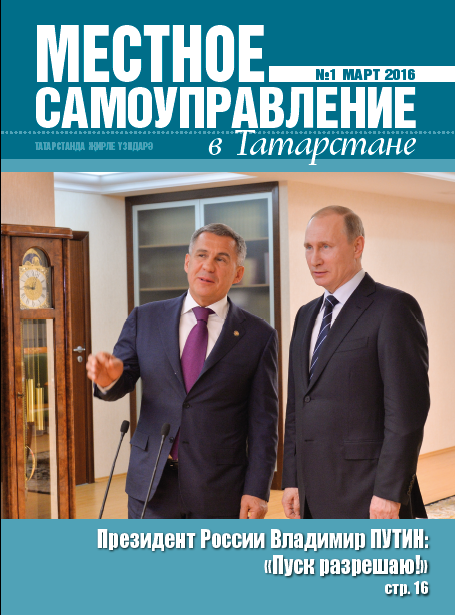 МЕСТНОЕ
№1 МАРТ 2016
САМОУПРАВЛЕНИЕ
ТАТАРСТАНДА ҖИРЛЕ ҮЗИДАРӘ
в Татарстане
Президент России Владимир ПУТИН:
«Пуск разрешаю!»
стр. 16